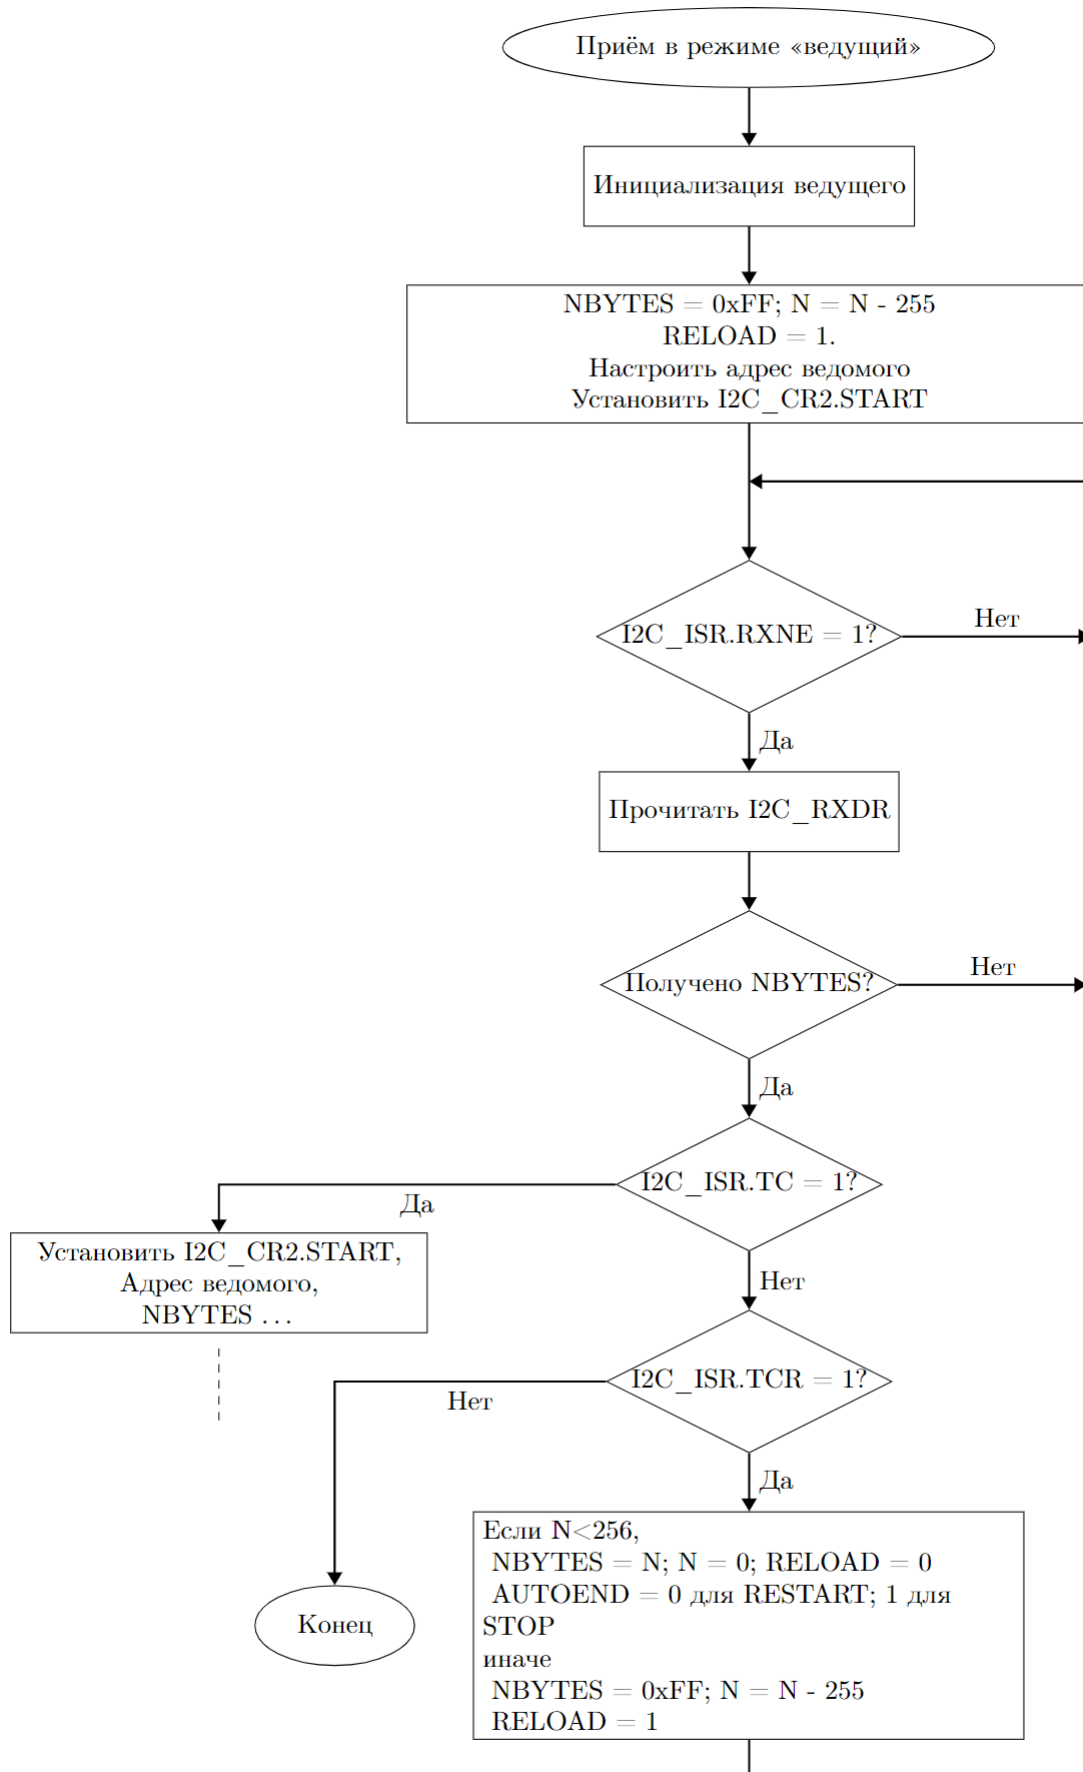 Приём в режиме «ведущий»
Инициализация ведущего
NBYTES = 0xFF; N = N - 255
RELOAD = 1.
Настроить адрес ведомого
Установить I2C_CR2.START
I2C_ISR.RXNE = 1?
Нет
Да
Прочитать I2C_RXDR
Получено NBYTES?
Нет
Да
I2C_ISR.TC = 1?
Да
Установить I2C_CR2.START,
Адрес ведомого,
NBYTES ...
Нет
I2C_ISR.TCR = 1?
Нет
Да
Если N<256,
NBYTES = N; N = 0; RELOAD = 0
AUTOEND = 0 для RESTART; 1 для
STOP
иначе
NBYTES = 0xFF; N = N - 255
RELOAD = 1
Конец